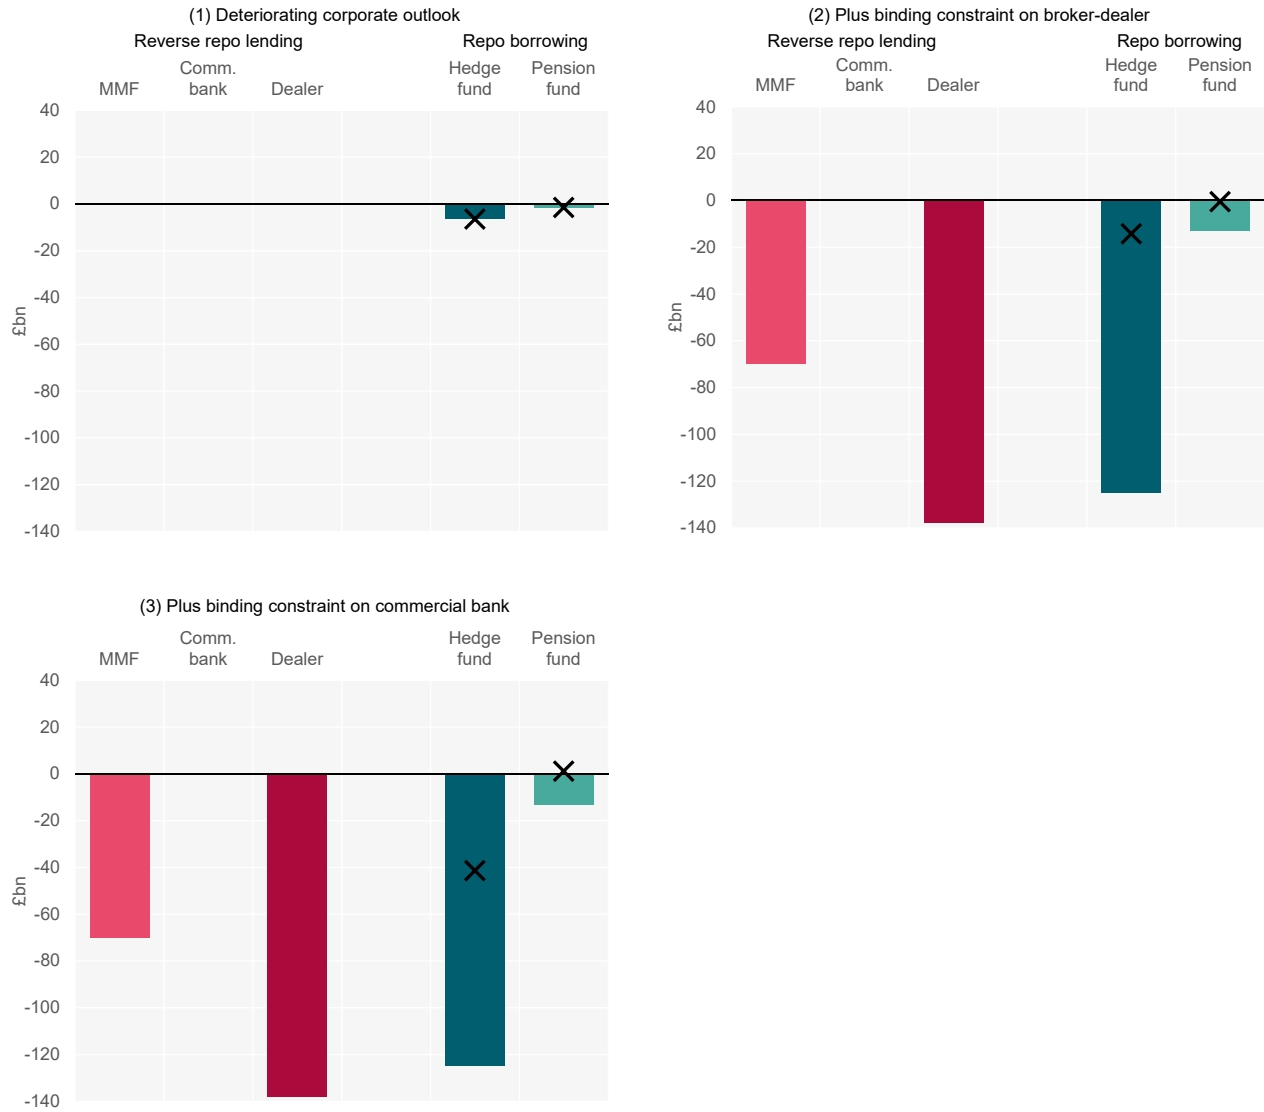 (1) Deteriorating corporate outlook
Reverse repo lending Repo borrowing
MMF Comm. bank Dealer Hedge fund Pension fund
40
20
0
-20
-40
-60
-80
-100
-120
-140
£bn
(2) Plus binding constraint on broker-dealer
Reverse repo lending Repo borrowing
MMF Comm. bank Dealer Hedge fund Pension fund
40
20
0
-20
-40
-60
-80
-100
-120
-140
£bn
(3) Plus binding constraint on commercial bank
MMF Comm. bank Dealer Hedge fund Pension fund
40
20
0
-20
-40
-60
-80
-100
-120
-140
£bn